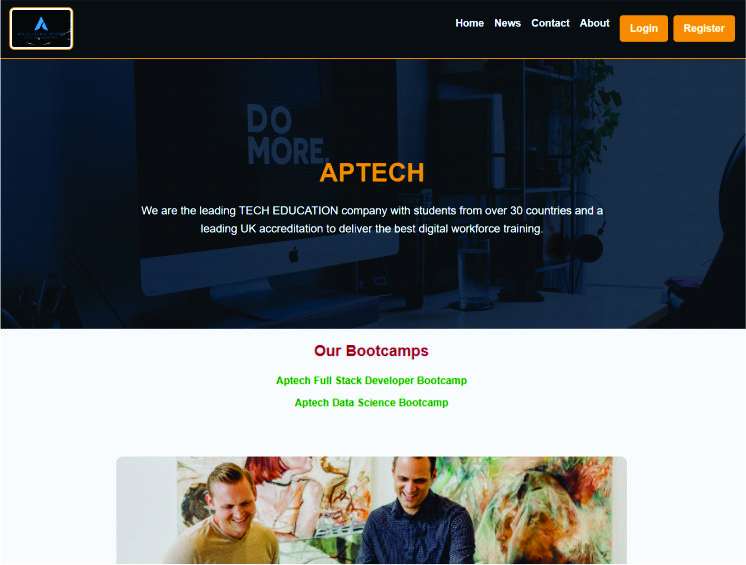 Home News Contact About Login Register
DO
MORE.
APTECH
We are the leading TECH EDUCATION company with students from over 30 countries and a
leading UK accreditation to deliver the best digital workforce training.
Our Bootcamps
Aptech Full Stack Developer Bootcamp
Aptech Data Science Bootcamp